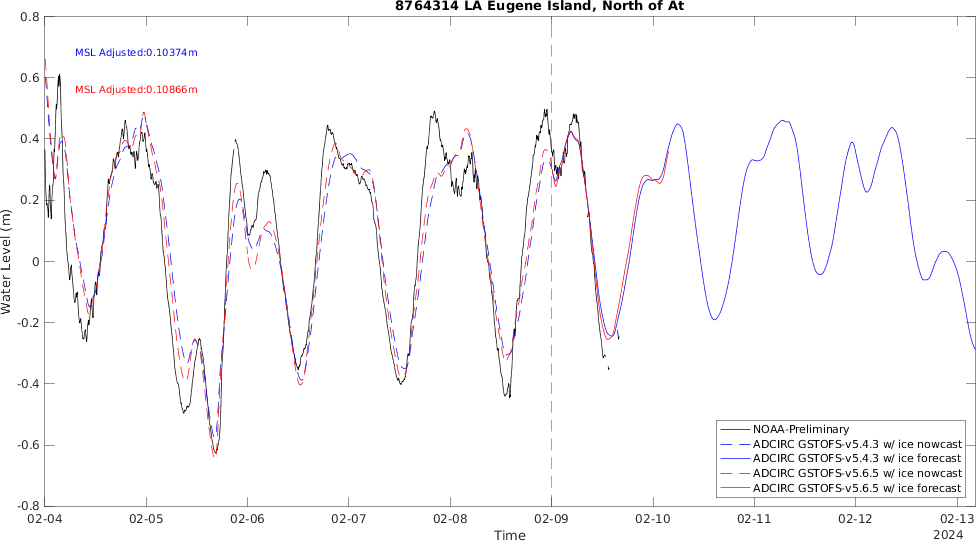 8764314 LA Eugene Island, North of At
MSL Adjusted:0.10374m
MSL Adjusted:0.10866m
Water Level (m)
0.8
0.6
0.4
0.2
0
-0.2
-0.4
-0.6
-0.8
NOAA-Preliminary
ADCIRC GSTOFS-v5.4.3 w/ ice nowcast
ADCIRC GSTOFS-v5.4.3 w/ ice forecast
ADCIRC GSTOFS-v5.6.5 w/ ice nowcast
ADCIRC GSTOFS-v5.6.5 w/ ice forecast
02-04 02-05 02-06 02-07 02-08 02-09 02-10 02-11 02-12 02-13
Time
2024